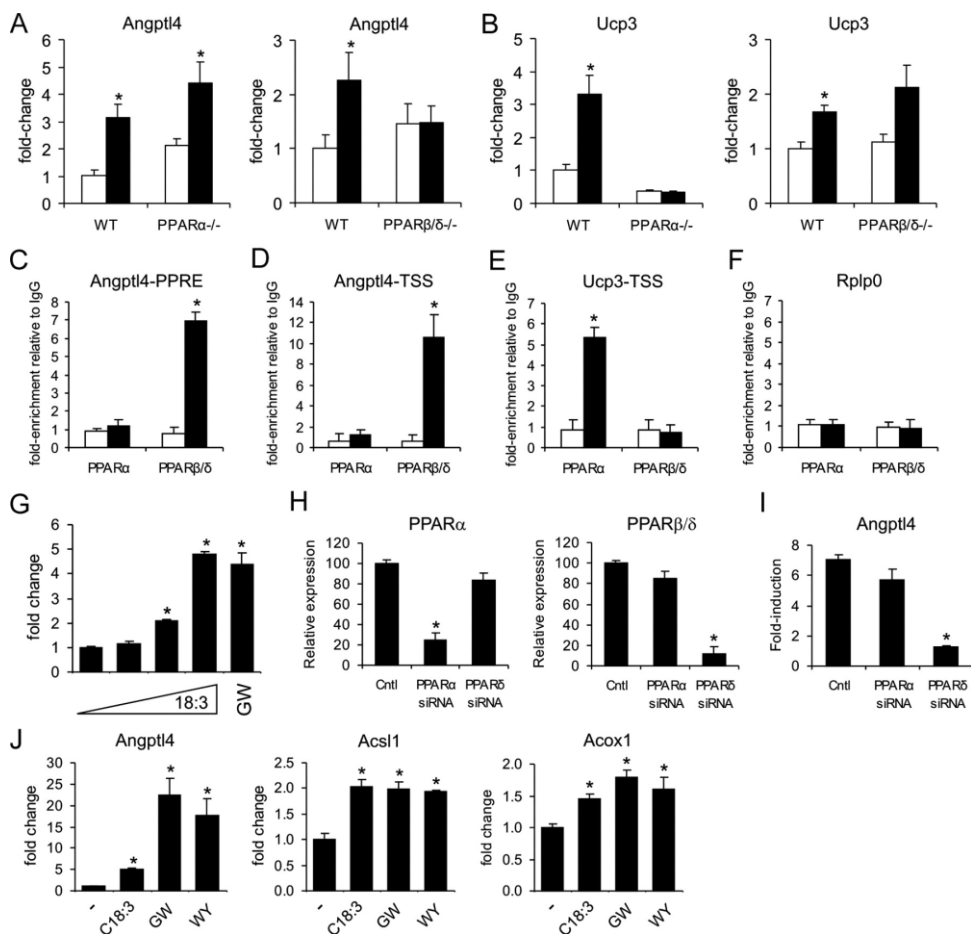 A
Angptl4
fold-change
6
5
4
3
2
1
0
*
*
WT
PPARα-/-
Angptl4
fold-change
3
2
1
0
*
WT
PPARβ/δ-/-
B
Ucp3
fold-change
5
4
3
2
1
0
*
WT
PPARα-/-
Ucp3
fold-change
3
2
1
0
*
WT
PPARβ/δ-/-
C
Angptl4-PPRE
fold-enrichment relative to IgG
8
7
6
5
4
3
2
1
0
*
PPARα
PPARβ/δ
D
Angptl4-TSS
fold-enrichment relative to IgG
14
12
10
8
6
4
2
0
*
PPARα
PPARβ/δ
E
Ucp3-TSS
fold-enrichment relative to IgG
7
6
5
4
3
2
1
0
*
PPARα
PPARβ/δ
F
Rplp0
fold-enrichment relative to IgG
7
6
5
4
3
2
1
0
PPARα
PPARβ/δ
G
fold change
6
5
4
3
2
1
0
*
*
*
18:3
GW
H
PPARα
Relative expression
120
100
80
60
40
20
0
*
Cntl
PPARα
siRNA
PPARδ
siRNA
PPARβ/δ
Relative expression
120
100
80
60
40
20
0
*
Cntl
PPARα
siRNA
PPARδ
siRNA
I
Angptl4
Fold-induction
8
6
4
2
0
*
Cntl
PPARα
siRNA
PPARδ
siRNA
J
Angptl4
fold change
30
25
20
15
10
5
0
*
*
*
-
C18:3
GW
WY
Acsl1
fold change
2.5
2.0
1.5
1.0
0.5
0.0
*
*
*
-
C18:3
GW
WY
Acox1
fold change
2.0
1.5
1.0
0.5
0.0
*
*
*
-
C18:3
GW
WY